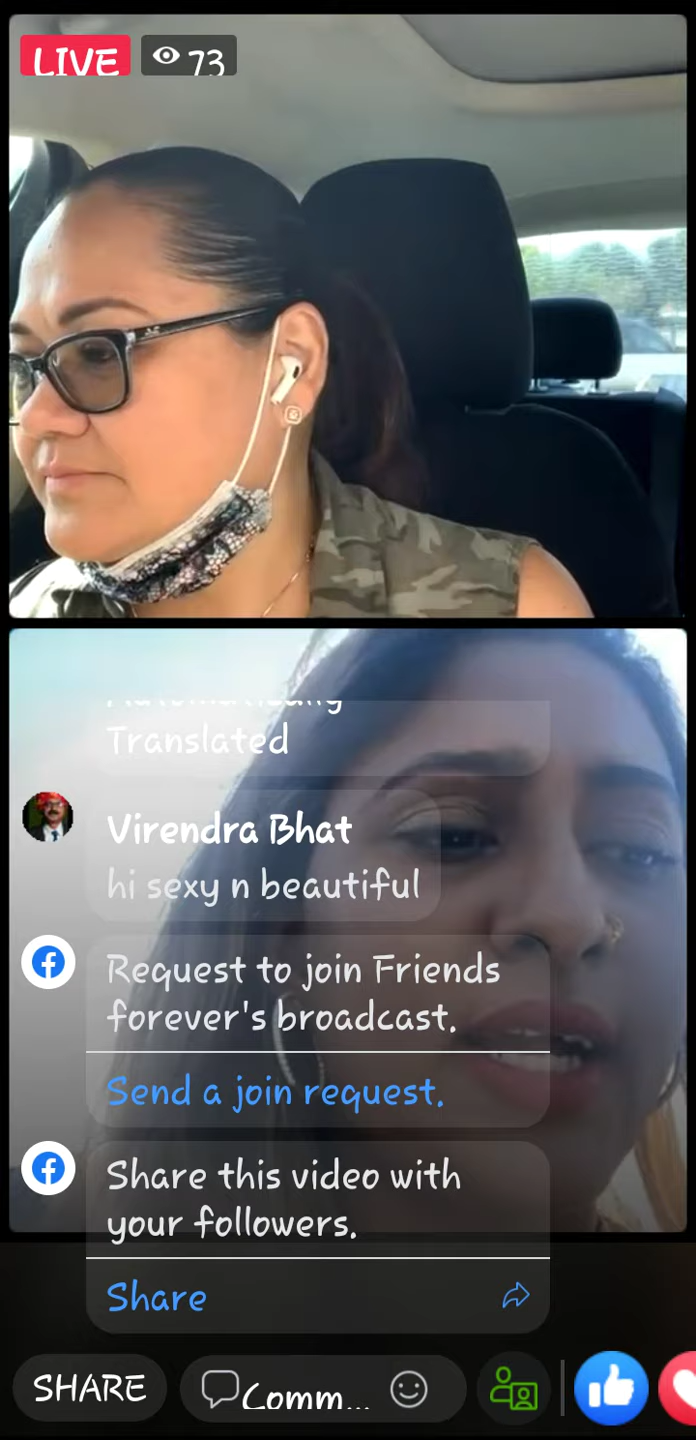 LIVE 73
Automatically
Translated
Virendra Bhat
hi sexy n beautiful
Request to join Friends
forever's broadcast.
Send a join request.
Share this video with
your followers.
Share
SHARE Comm...